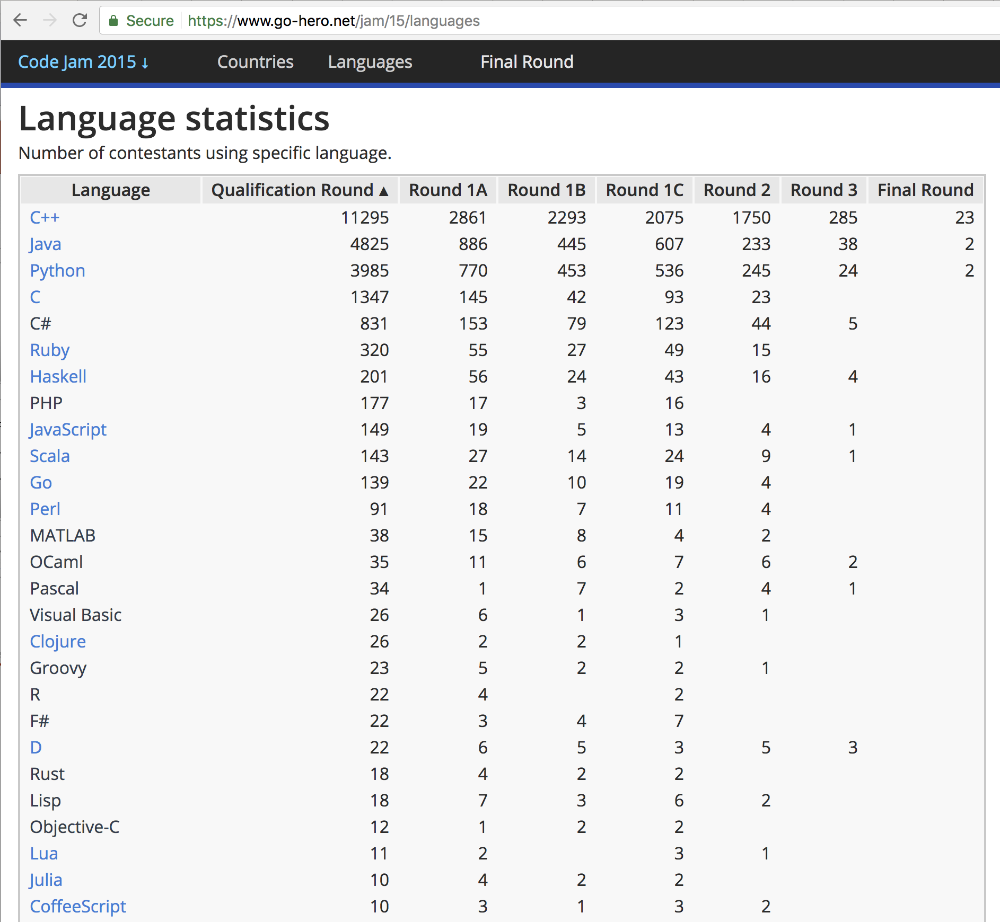 Secure https://www.go-hero.net/jam/15/languages
Code Jam 2015 ↓ Countries Languages Final Round
Language statistics
Number of contestants using specific language.
Language Qualification Round ▲ Round 1A Round 1B Round 1C Round 2 Round 3 Final Round
C++ 11295 2861 2293 2075 1750 285 23
Java 4825 886 445 607 233 38 2
Python 3985 770 453 536 245 24 2
C 1347 145 42 93 23
C# 831 153 79 123 44 5
Ruby 320 55 27 49 15
Haskell 201 56 24 43 16 4
PHP 177 17 3 16
JavaScript 149 19 5 13 4 1
Scala 143 27 14 24 9 1
Go 139 22 10 19 4
Perl 91 18 7 11 4
MATLAB 38 15 8 4 2
OCaml 35 11 6 7 6 2
Pascal 34 1 7 2 4 1
Visual Basic 26 6 1 3 1
Clojure 26 2 2 1
Groovy 23 5 2 2 1
R 22 4 2
F# 22 3 4 7
D 22 6 5 3 5 3
Rust 18 4 2 2
Lisp 18 7 3 6 2
Objective-C 12 1 2 2
Lua 11 2 3 1
Julia 10 4 2 2
CoffeeScript 10 3 1 3 2